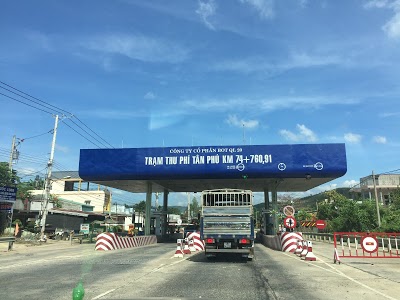 CÔNG TY CỔ PHẦN BOT QL 20
TRẠM THU PHÍ TÂN PHÚ KM 74+760,91